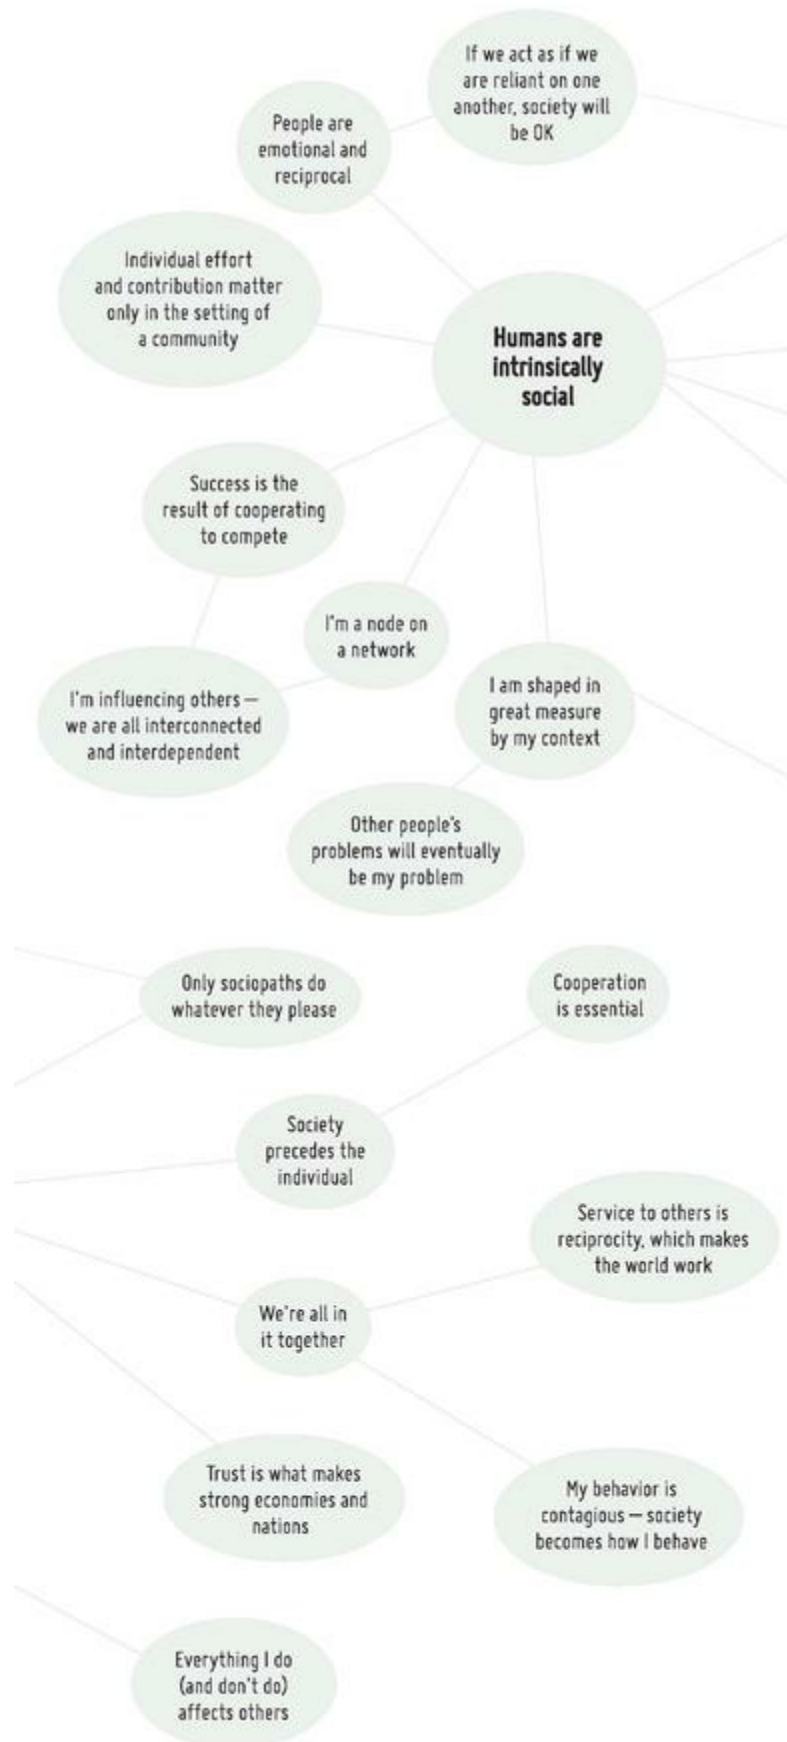 If we act as if we
are reliant on one
another, society will
be OK
People are
emotional and
reciprocal
Individual effort
and contribution matter
only in the setting of
a community
Humans are
intrinsically
social
Success is the
result of cooperating
to compete
I'm a node on
a network
I'm influencing others —
we are all interconnected
and interdependent
I am shaped in
great measure
by my context
Other people's
problems will eventually
be my problem
Only sociopaths do
whatever they please
Cooperation
is essential
Society
precedes the
individual
Service to others is
reciprocity, which makes
the world work
We're all in
it together
Trust is what makes
strong economies and
nations
My behavior is
contagious — society
becomes how I behave
Everything I do
(and don't do)
affects others